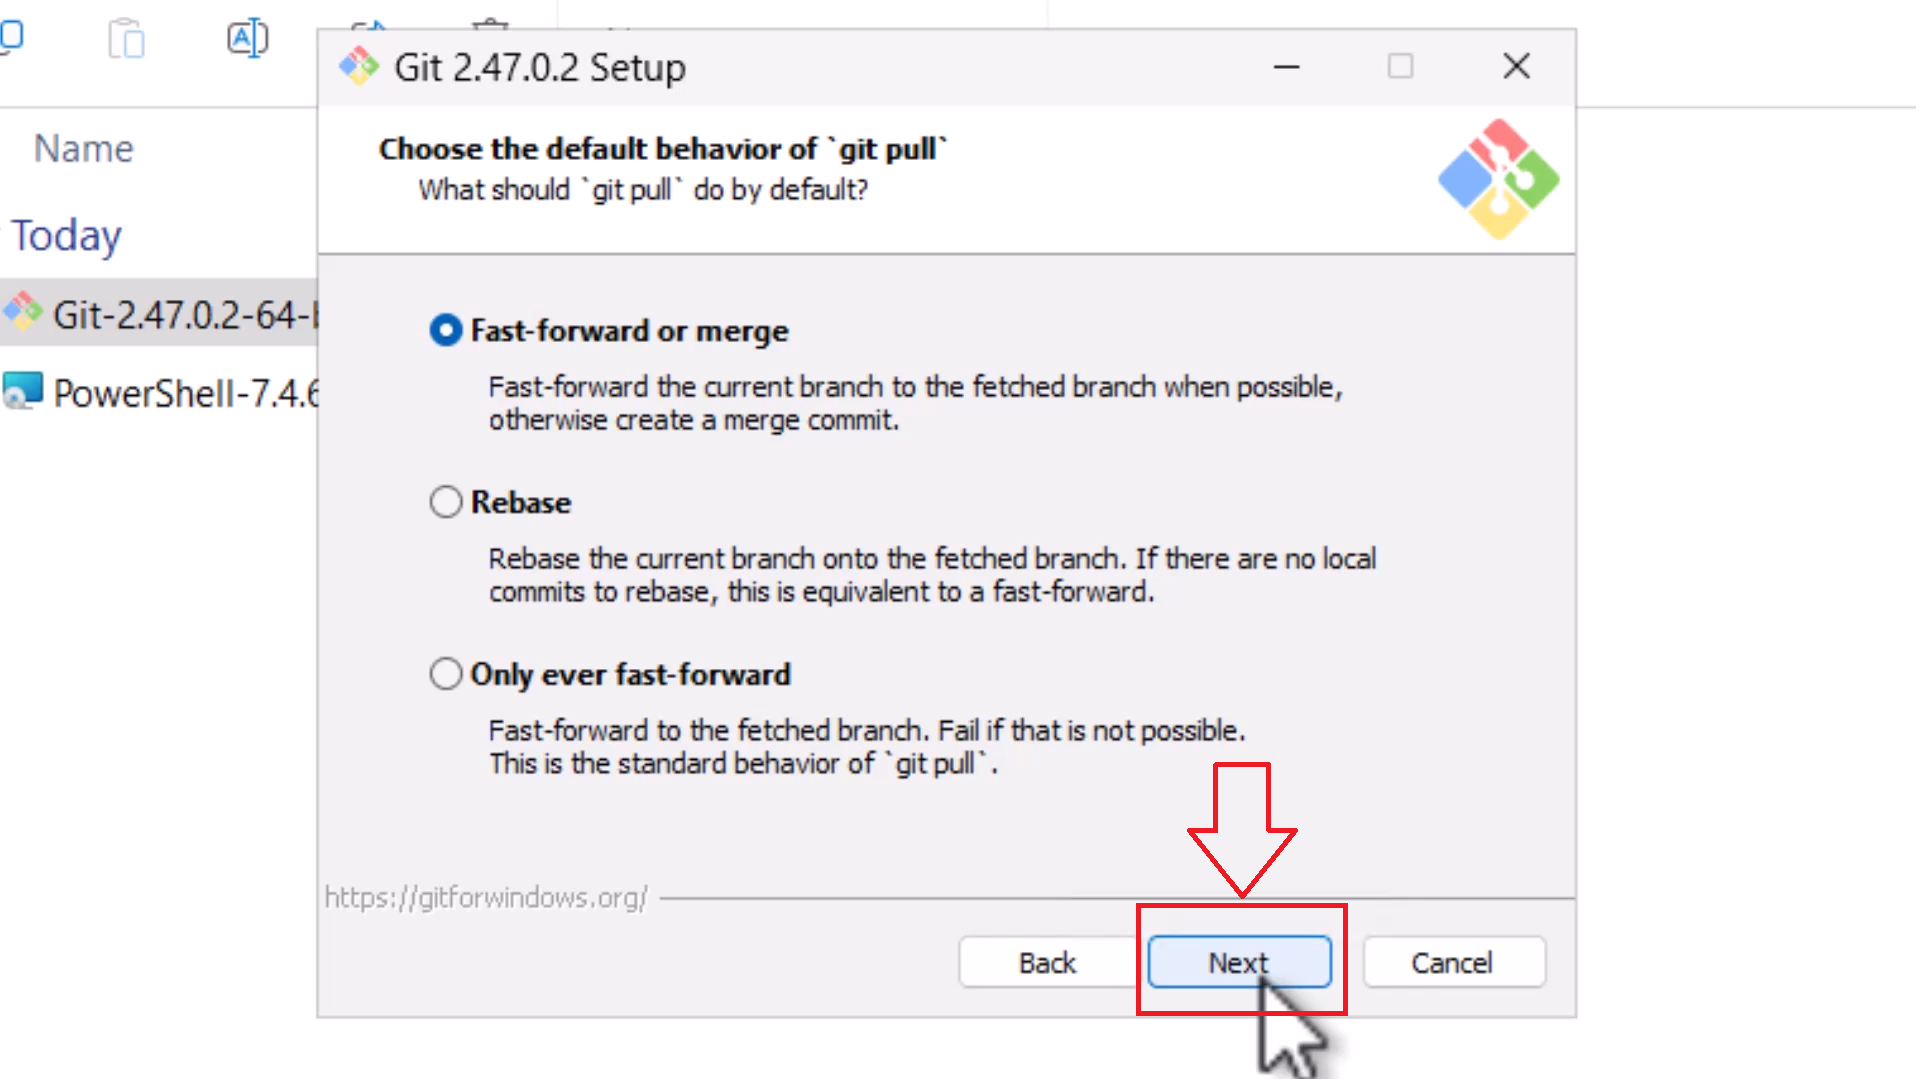 Git 2.47.0.2 Setup
Name
Choose the default behavior of `git pull`
What should `git pull` do by default?
Today
Git-2.47.0.2-64-
PowerShell-7.4.6
Fast-forward or merge
Fast-forward the current branch to the fetched branch when possible,
otherwise create a merge commit.
Rebase
Rebase the current branch onto the fetched branch. If there are no local
commits to rebase, this is equivalent to a fast-forward.
Only ever fast-forward
Fast-forward to the fetched branch. Fail if that is not possible.
This is the standard behavior of `git pull`.
https://gitforwindows.org/
Back
Next
Cancel